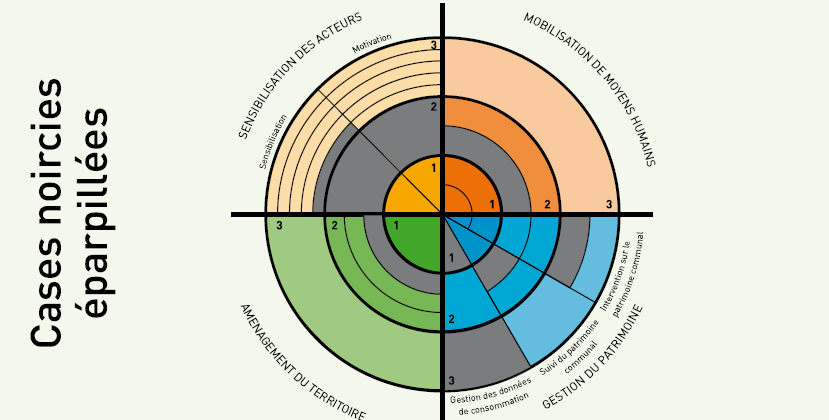 Cases noircies
éparpillées
SENSIBILISATION DES ACTEURS
Motivation
Sensibilisation
MOBILISATION DE MOYENS HUMAINS
3
2
1
1
2
3
3
2
1
1
2
3
AMENAGEMENT DU TERRITOIRE
Intervention sur le
patrimoine communal
Suivi du patrimoine
communal
Gestion des données
de consommation
GESTION DU PATRIMOINE